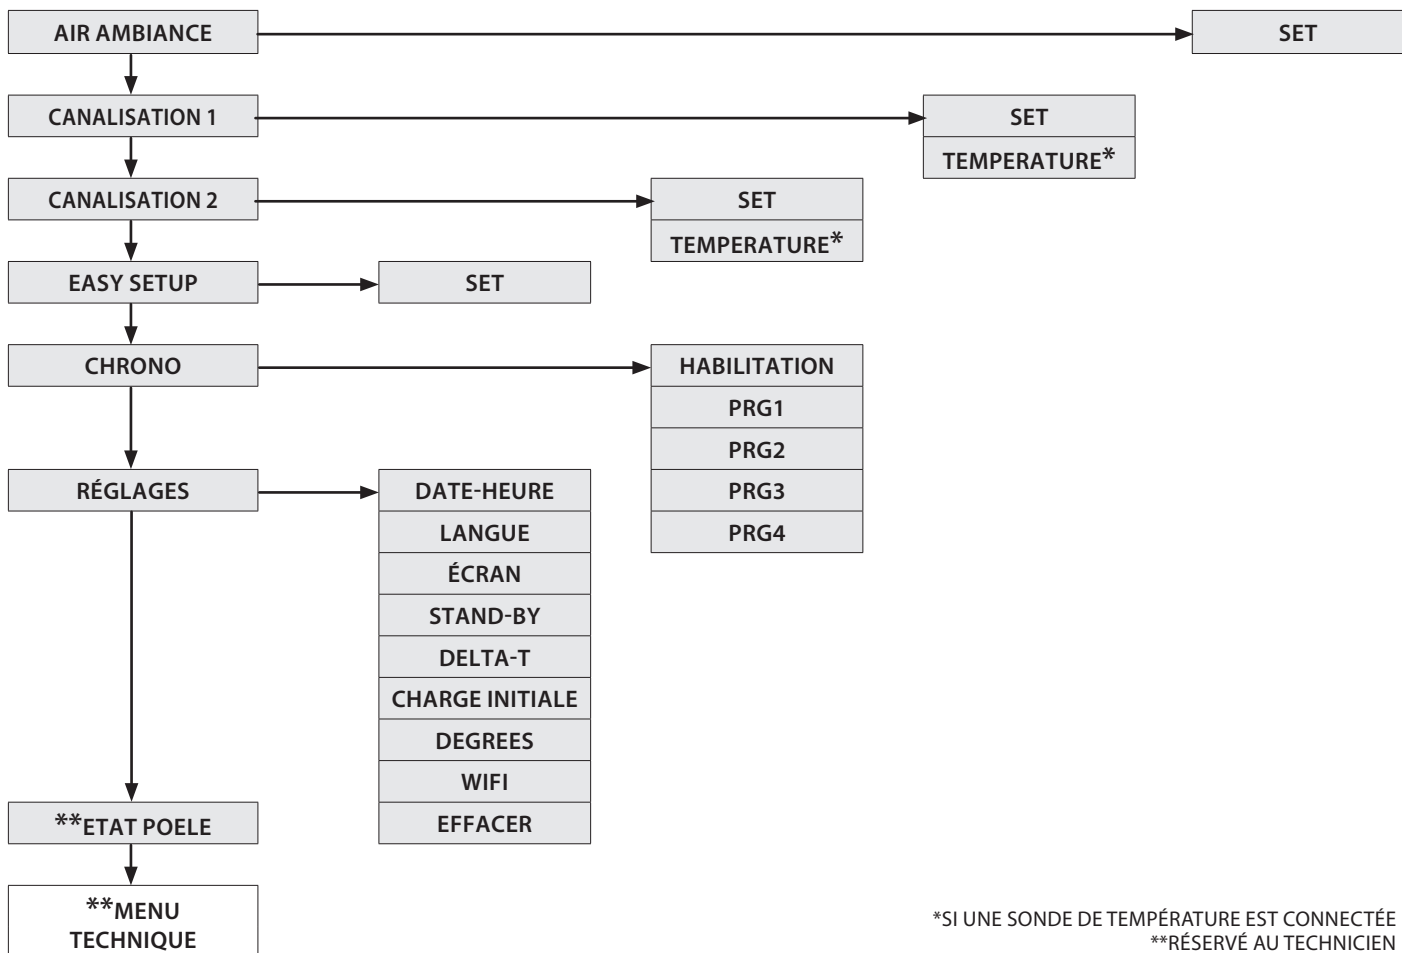 AIR AMBIANCE
SET
CANALISATION 1
SET
TEMPERATURE*
CANALISATION 2
SET
TEMPERATURE*
EASY SETUP
SET
CHRONO
HABILITATION
PRG1
PRG2
PRG3
PRG4
RÉGLAGES
DATE-HEURE
LANGUE
ÉCRAN
STAND-BY
DELTA-T
CHARGE INITIALE
DEGREES
WIFI
EFFACER
**ETAT POELE
**MENU
TECHNIQUE
*SI UNE SONDE DE TEMPÉRATURE EST CONNECTÉE
**RÉSERVÉ AU TECHNICIEN